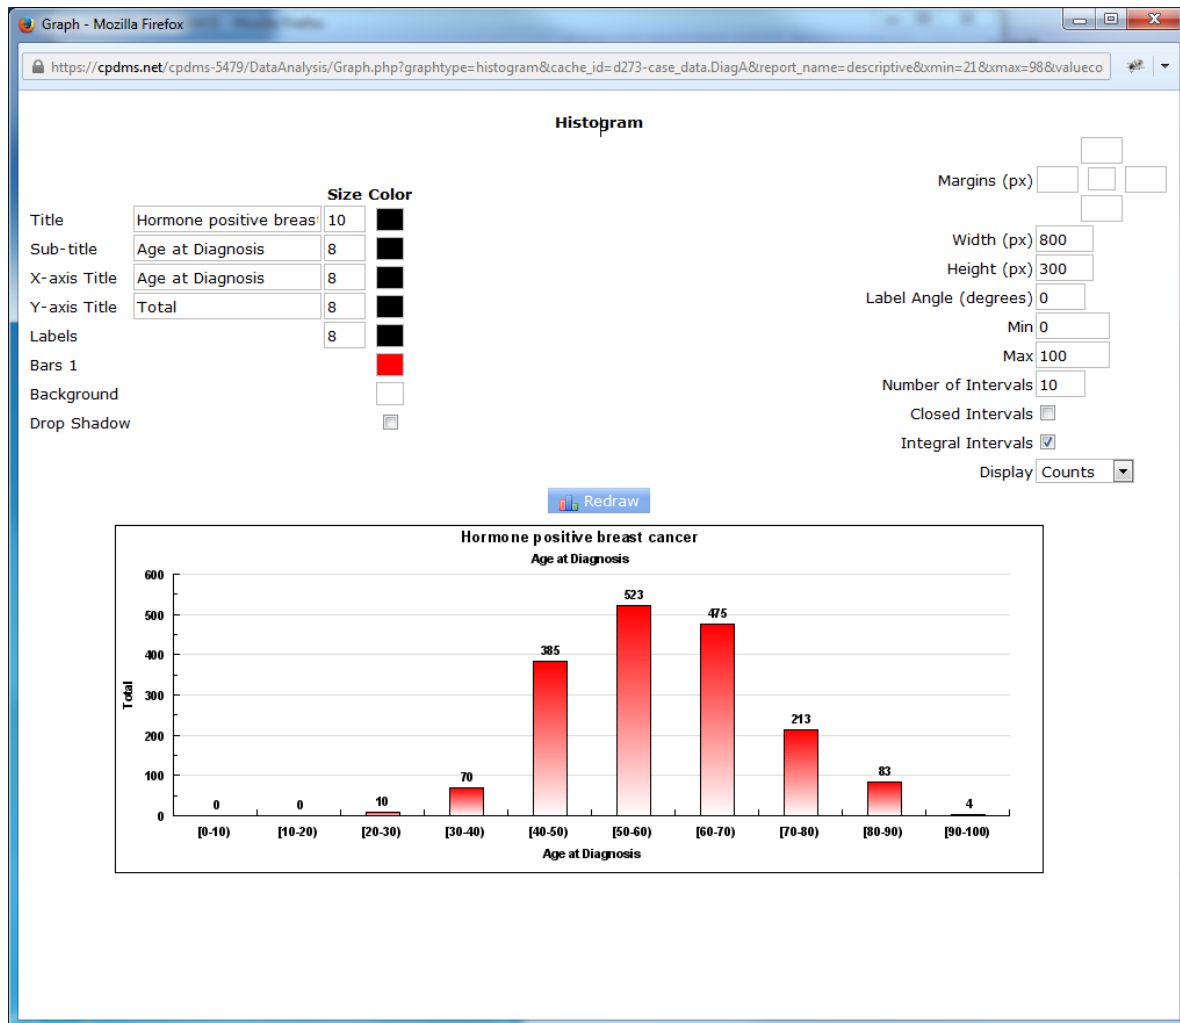 Graph - Mozilla Firefox
https://cpdms.net/cpdms-5479/DataAnalysis/Graph.php?graphtype=histogram&cache_id=d273-case_data.DiagA&report_name=descriptive&xmin=21&xmax=98&valueco
Histogram
Size Color
Title Hormone positive breas 10
Sub-title Age at Diagnosis 8
X-axis Title Age at Diagnosis 8
Y-axis Title Total 8
Labels 8
Bars 1
Background
Drop Shadow
Margins (px)
Width (px) 800
Height (px) 300
Label Angle (degrees) 0
Min 0
Max 100
Number of Intervals 10
Closed Intervals
Integral Intervals
Display Counts
Redraw
Hormone positive breast cancer
Age at Diagnosis
600
500
400
300
200
100
0
Total
0 0 10 70 385 523 475 213 83 4
[0-10) [10-20) [20-30) [30-40) [40-50) [50-60) [60-70) [70-80) [80-90) [90-100)
Age at Diagnosis